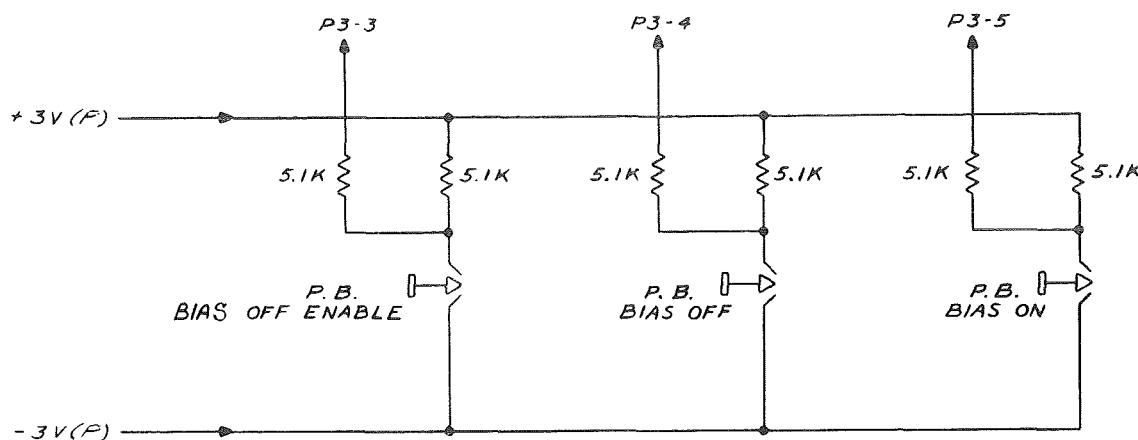 P3-3
P3-4
P3-5
+3V(P)
5.1K
5.1K
5.1K
5.1K
5.1K
5.1K
P.B.
BIAS OFF ENABLE
P.B.
BIAS OFF
P.B.
BIAS ON
-3V(P)